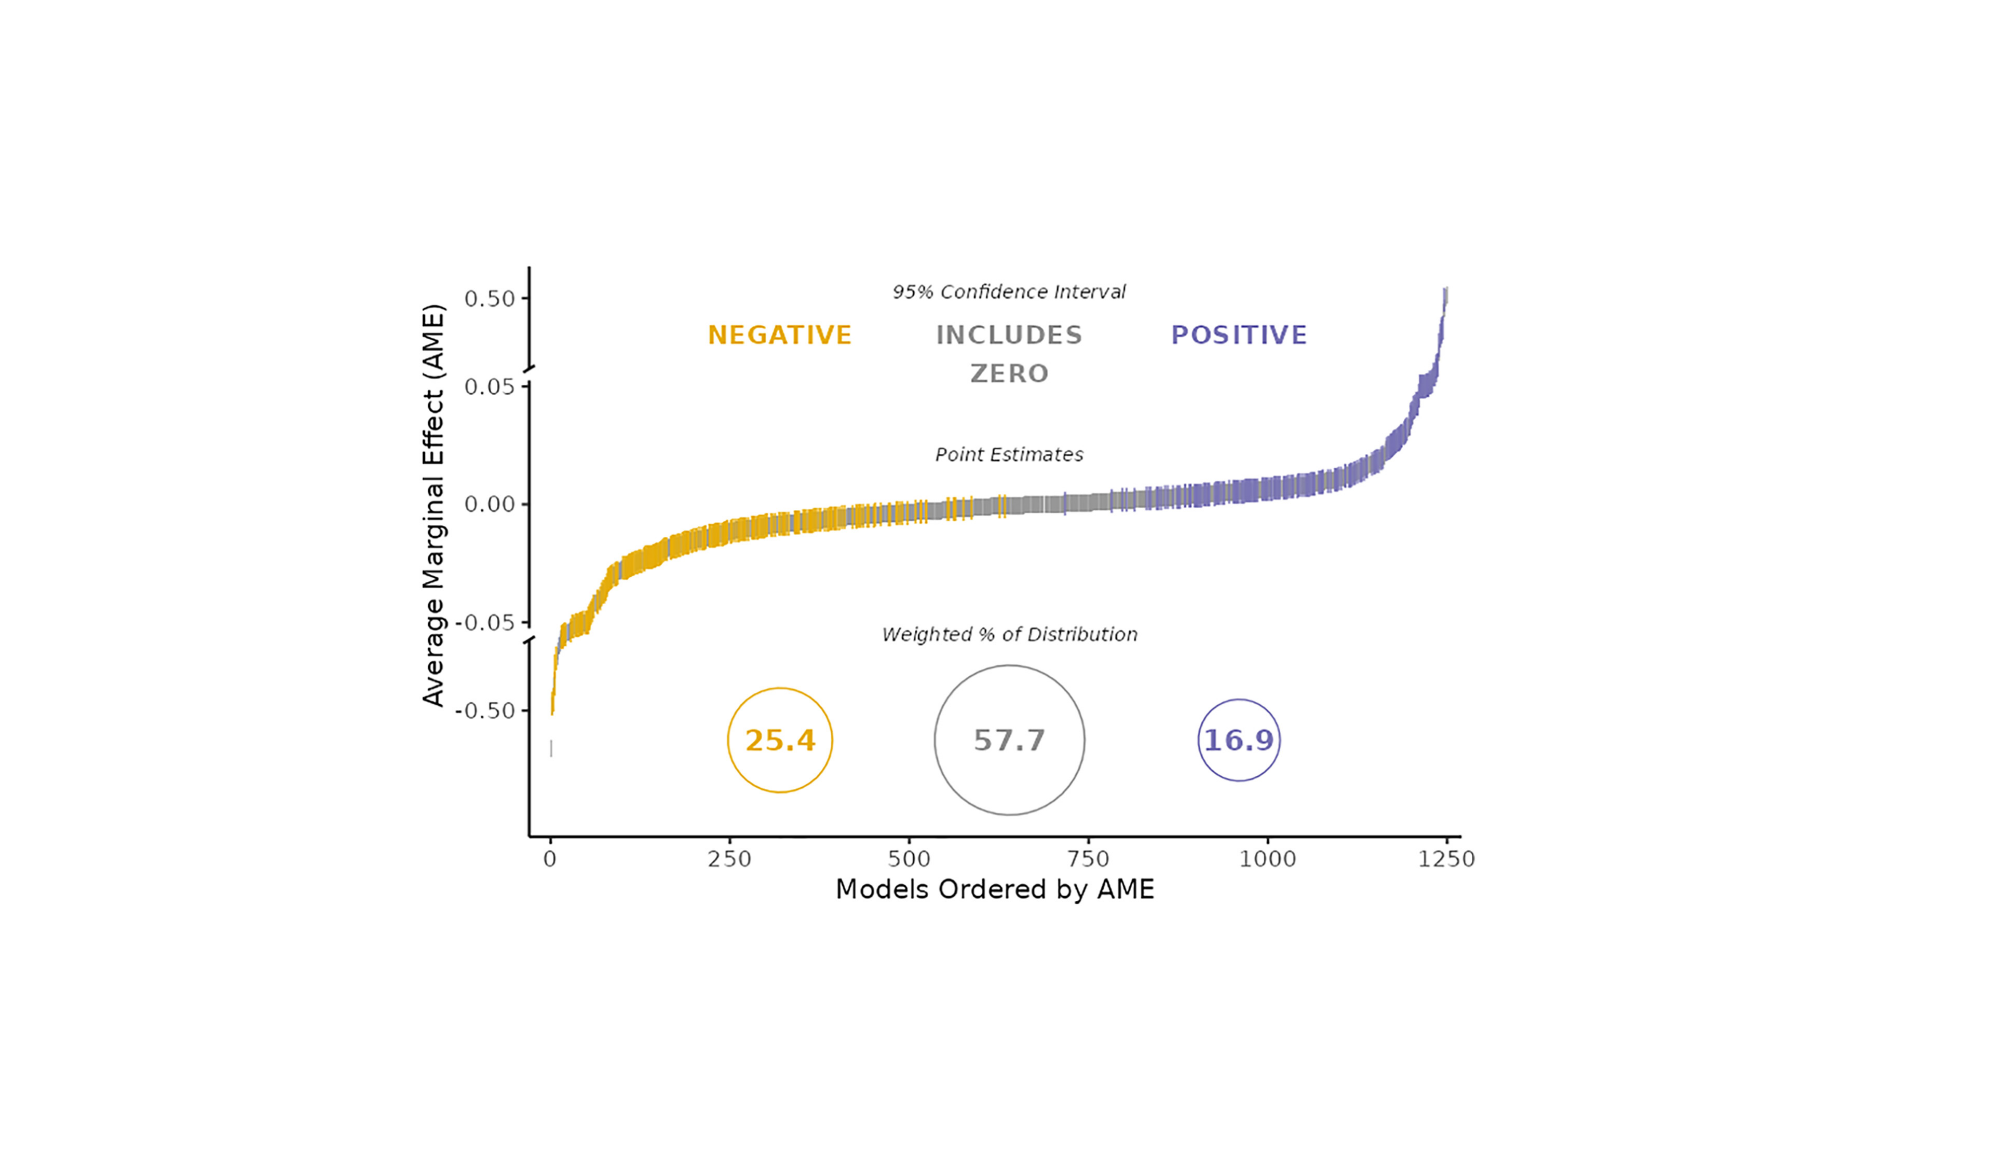 95% Confidence Interval
NEGATIVE
INCLUDES
ZERO
POSITIVE
Point Estimates
Weighted % of Distribution
25.4
57.7
16.9
Average Marginal Effect (AME)
0.50
0.05
0.00
-0.05
-0.50
0
250
500
750
1000
1250
Models Ordered by AME